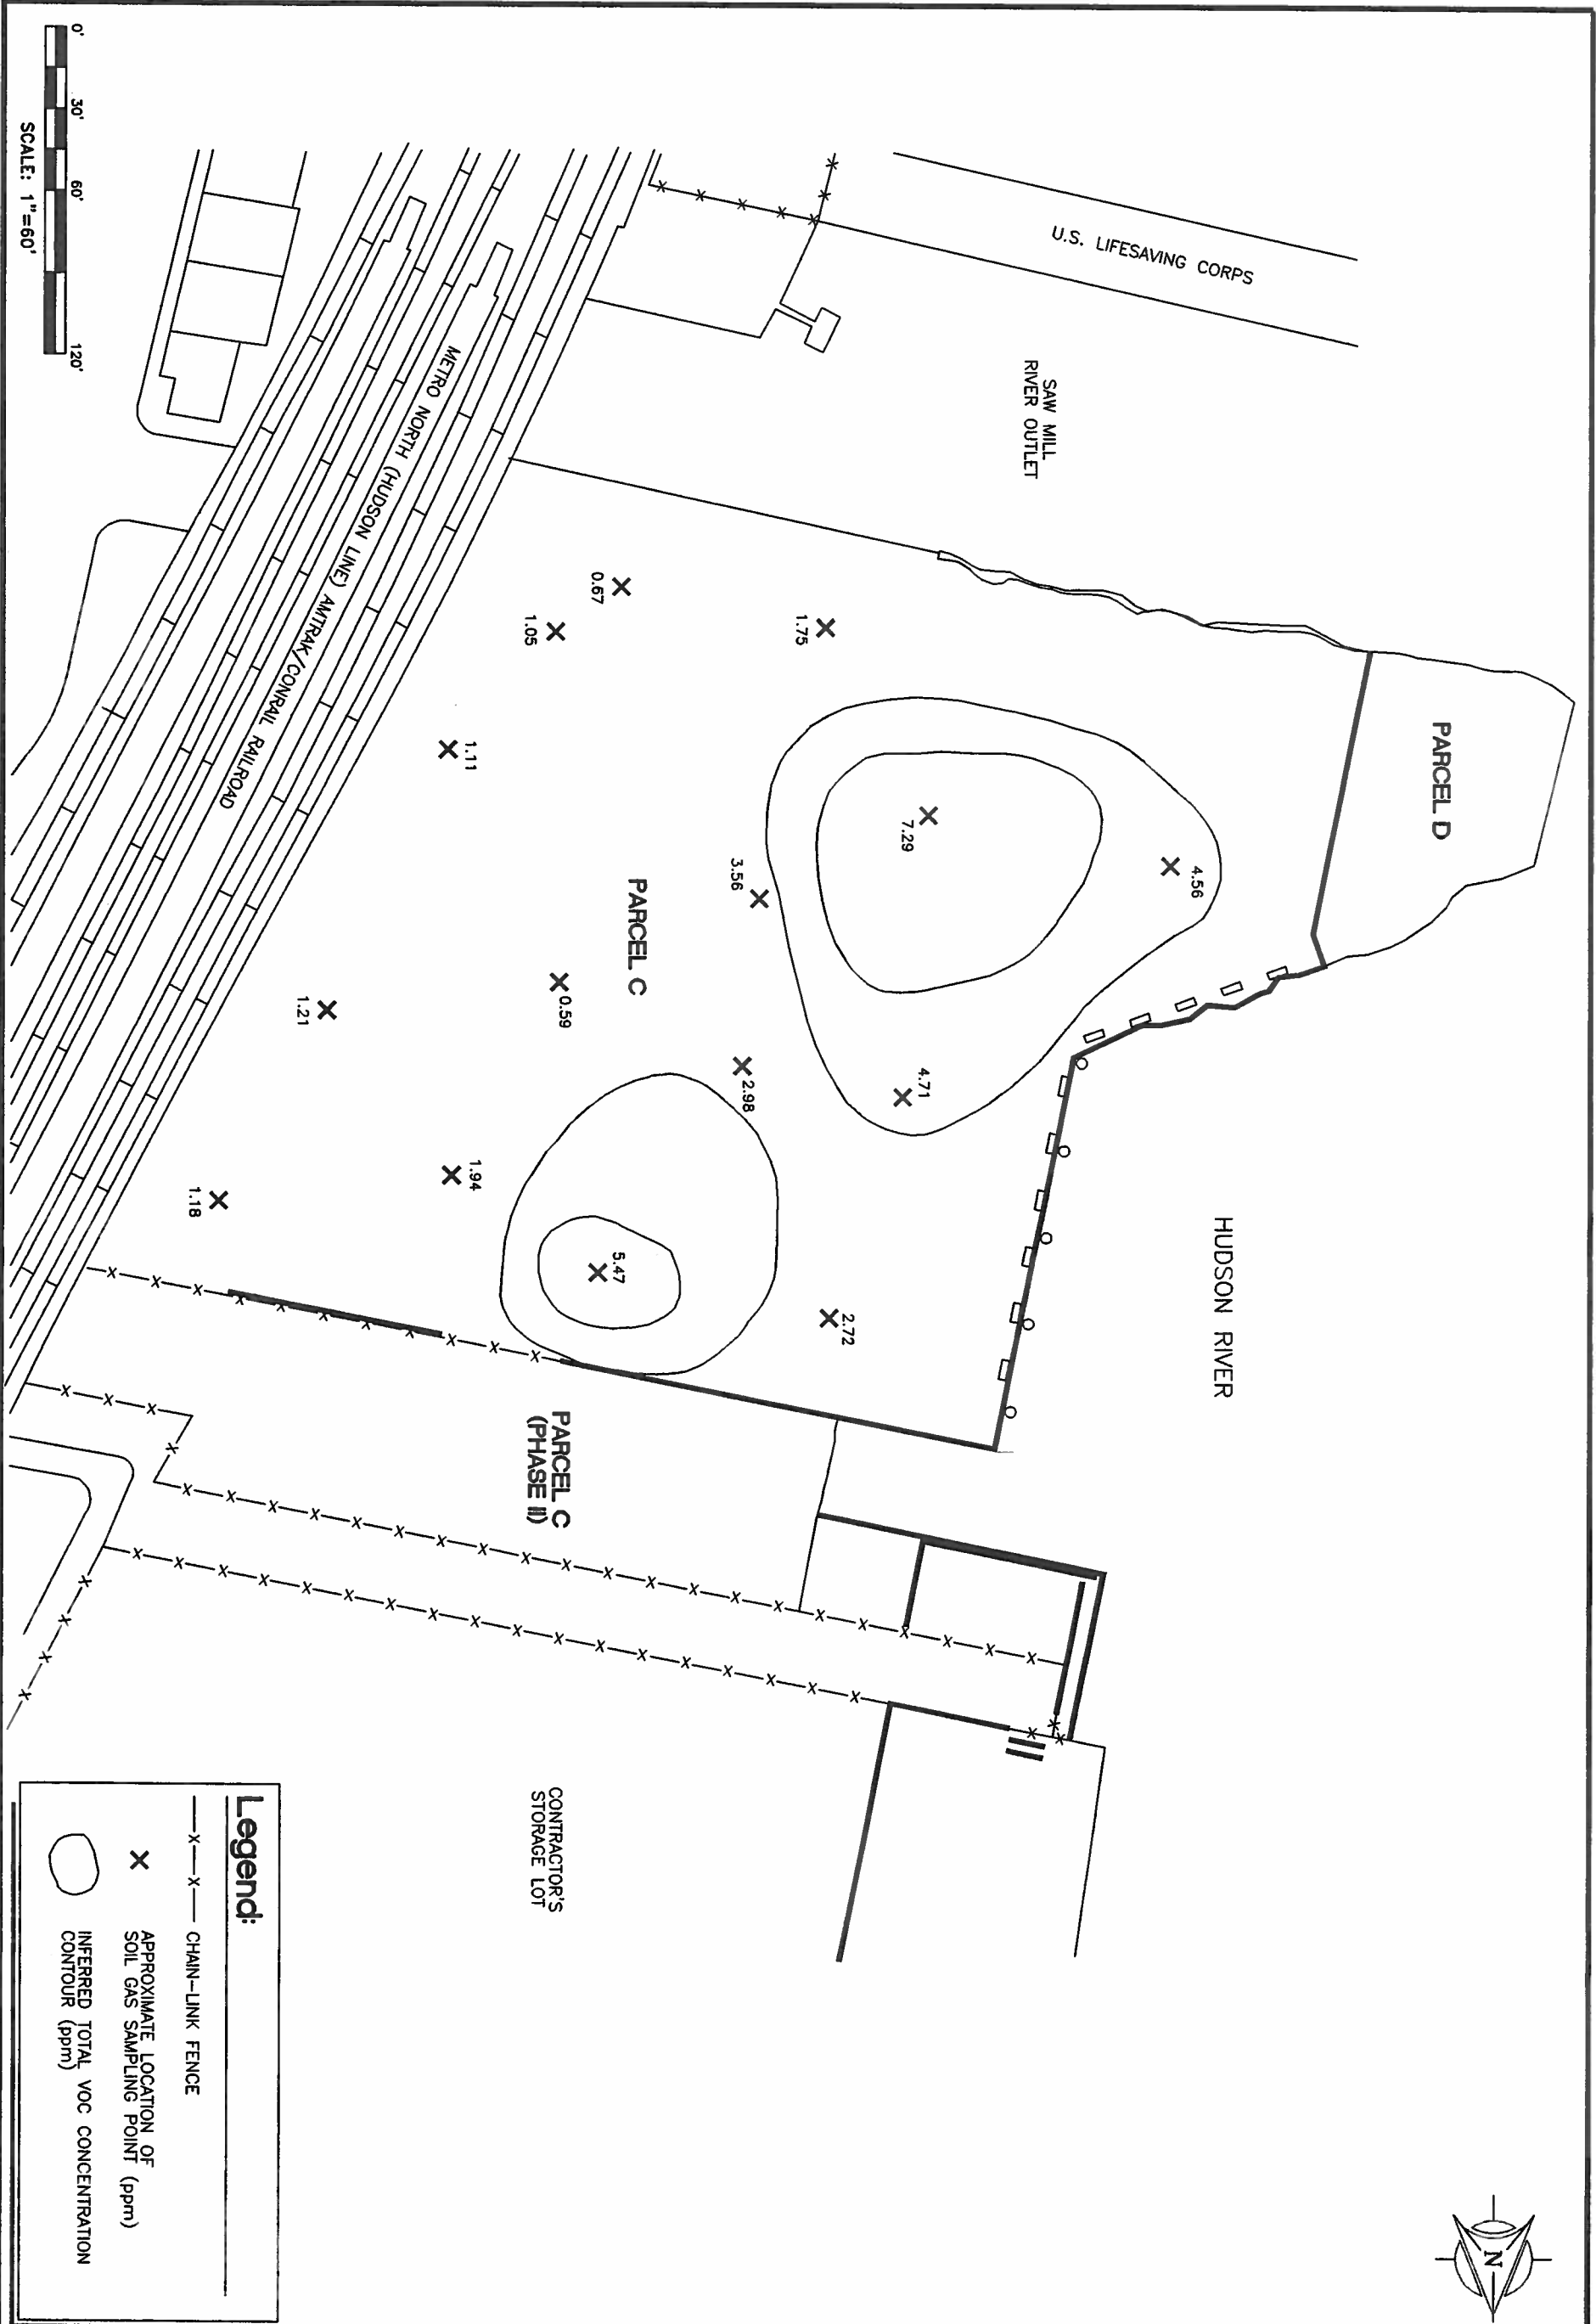 PARCEL D
HUDSON RIVER
U.S. LIFESAVING CORPS
SAW MILL
RIVER OUTLET
4.56
7.29
4.71
1.75
3.56
2.98
2.72
0.67
1.05
PARCEL C
0.59
5.47
1.11
1.94
1.21
1.18
PARCEL C
(PHASE II)
CONTRACTOR'S
STORAGE LOT
METRO NORTH (HUDSON LINE) AMTRAK/CONRAIL RAILROAD
0' 30' 60' 120'
SCALE: 1"=60'
N
Legend:
—X—X— CHAIN-LINK FENCE
X APPROXIMATE LOCATION OF
SOIL GAS SAMPLING POINT (ppm)
INFERRED TOTAL VOC CONCENTRATION
CONTOUR (ppm)